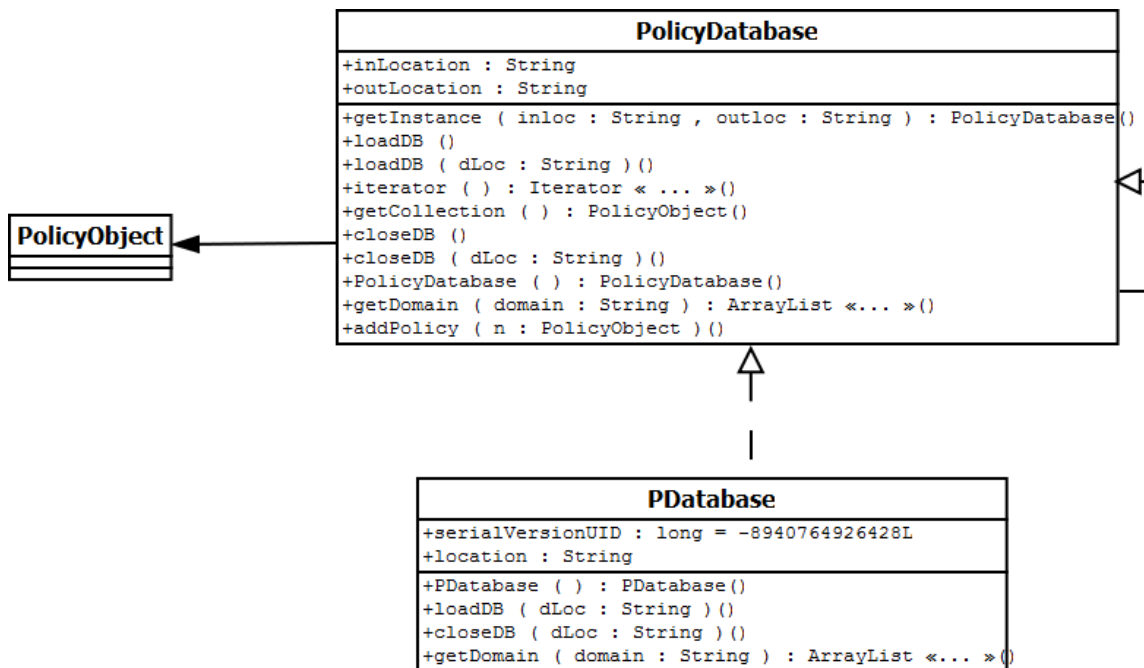 PolicyDatabase
+inLocation : String
+outLocation : String
+getInstance ( inloc : String , outloc : String ) : PolicyDatabase()
+loadDB ()
+loadDB ( dLoc : String )()
+iterator ( ) : Iterator « ... »()
+getCollection ( ) : PolicyObject()
+closeDB ()
+closeDB ( dLoc : String )()
+PolicyDatabase ( ) : PolicyDatabase()
+getDomain ( domain : String ) : ArrayList «... »()
+addPolicy ( n : PolicyObject )()
PolicyObject
PDatabase
+serialVersionUID : long = -8940764926428L
+location : String
+PDatabase ( ) : PDatabase()
+loadDB ( dLoc : String )()
+closeDB ( dLoc : String )()
+getDomain ( domain : String ) : ArrayList «... »()